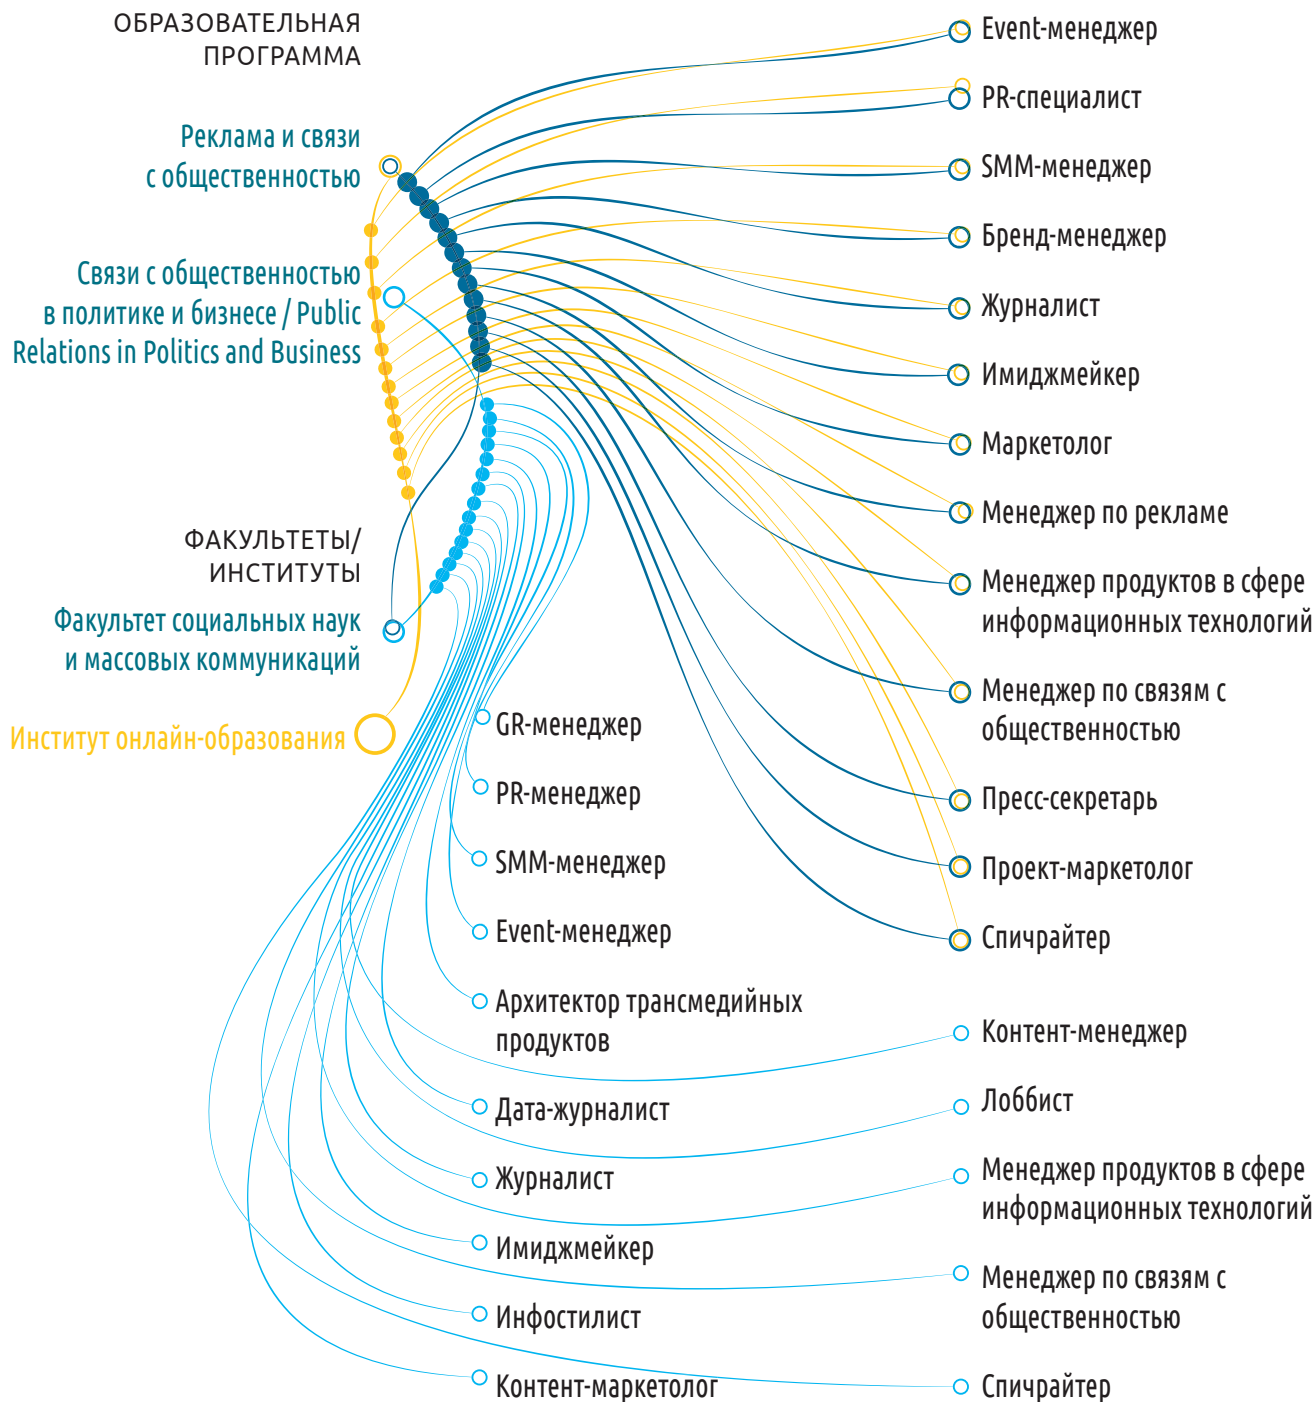 ОБРАЗОВАТЕЛЬНАЯ
ПРОГРАММА
Реклама и связи
с общественностью
Связи с общественностью
в политике и бизнесе / Public
Relations in Politics and Business
ФАКУЛЬТЕТЫ/
ИНСТИТУТЫ
Факультет социальных наук
и массовых коммуникаций
Институт онлайн-образования
Event-менеджер
PR-специалист
SMM-менеджер
Бренд-менеджер
Журналист
Имиджмейкер
Маркетолог
Менеджер по рекламе
Менеджер продуктов в сфере
информационных технологий
Менеджер по связям с
общественностью
Пресс-секретарь
Проект-маркетолог
Спичрайтер
GR-менеджер
PR-менеджер
SMM-менеджер
Event-менеджер
Архитектор трансмедийных
продуктов
Дата-журналист
Журналист
Имиджмейкер
Инфостилист
Контент-маркетолог
Контент-менеджер
Лоббист
Менеджер продуктов в сфере
информационных технологий
Менеджер по связям с
общественностью
Спичрайтер